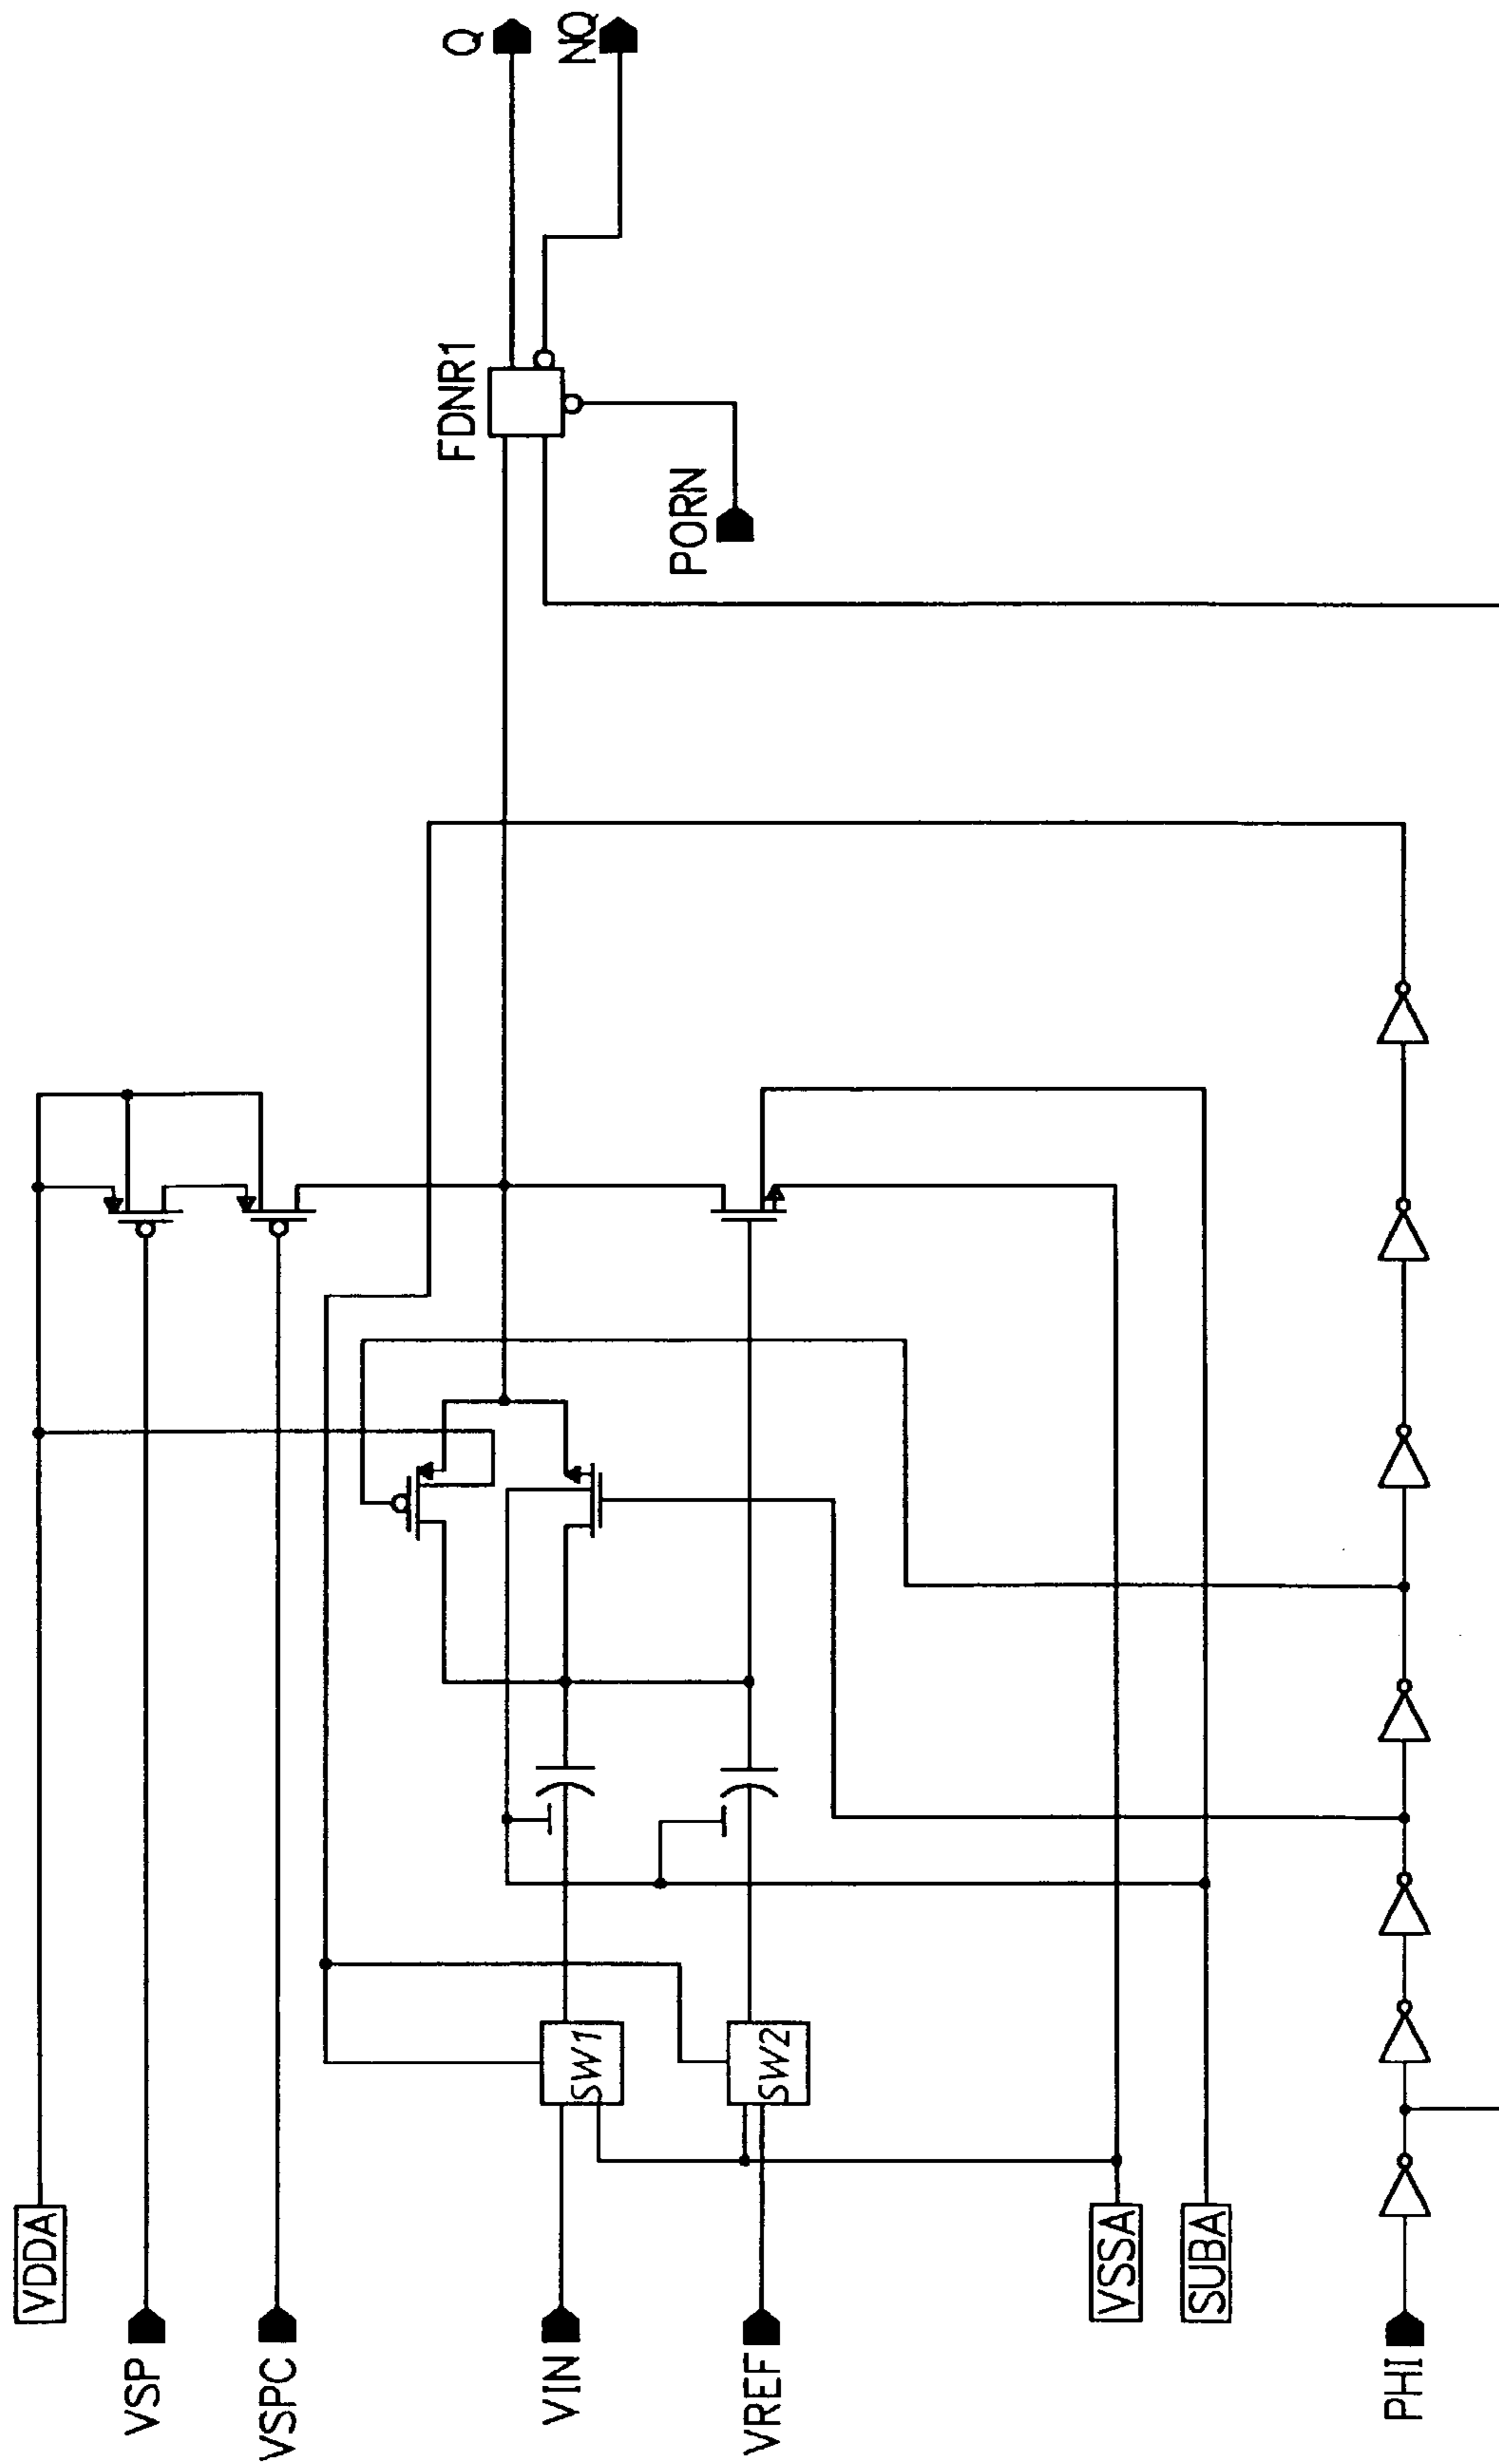 VDDA
VSP
VSPC
VIN
VREF
VSSA
SUBA
PHI
SW1
SW2
PORN
FDNR1
Q
NQ